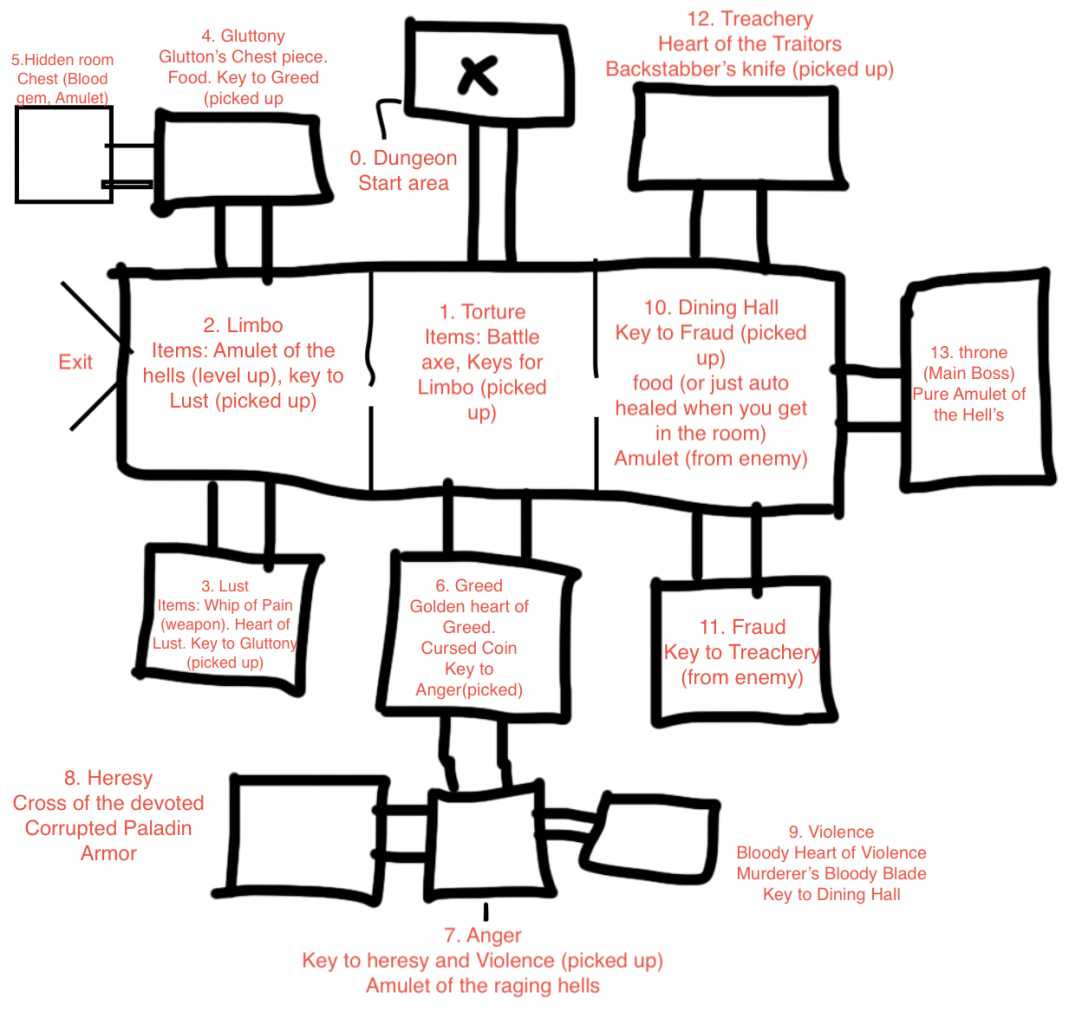 12. Treachery
Heart of the Traitors
Backstabber's knife (picked up)
4. Gluttony
Glutton's Chest piece.
Food. Key to Greed
(picked up
5.Hidden room
Chest (Blood
gem, Amulet)
X
0. Dungeon
Start area
2. Limbo
Items: Amulet of the
hells (level up), key to
Lust (picked up)
Exit
1. Torture
Items: Battle
axe, Keys for
Limbo (picked
up)
10. Dining Hall
Key to Fraud (picked
up)
food (or just auto
healed when you get
in the room)
Amulet (from enemy)
13. throne
(Main Boss)
Pure Amulet of
the Hell's
3. Lust
Items: Whip of Pain
(weapon). Heart of
Lust. Key to Gluttony
(picked up)
6. Greed
Golden heart of
Greed.
Cursed Coin
Key to
Anger(picked)
11. Fraud
Key to Treachery
(from enemy)
8. Heresy
Cross of the devoted
Corrupted Paladin
Armor
9. Violence
Bloody Heart of Violence
Murderer's Bloody Blade
Key to Dining Hall
7. Anger
Key to heresy and Violence (picked up)
Amulet of the raging hells